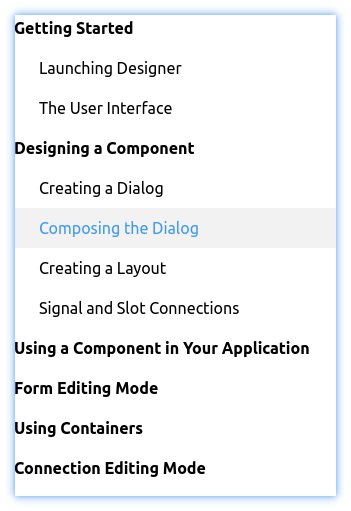 Getting Started
Launching Designer
The User Interface
Designing a Component
Creating a Dialog
Composing the Dialog
Creating a Layout
Signal and Slot Connections
Using a Component in Your Application
Form Editing Mode
Using Containers
Connection Editing Mode